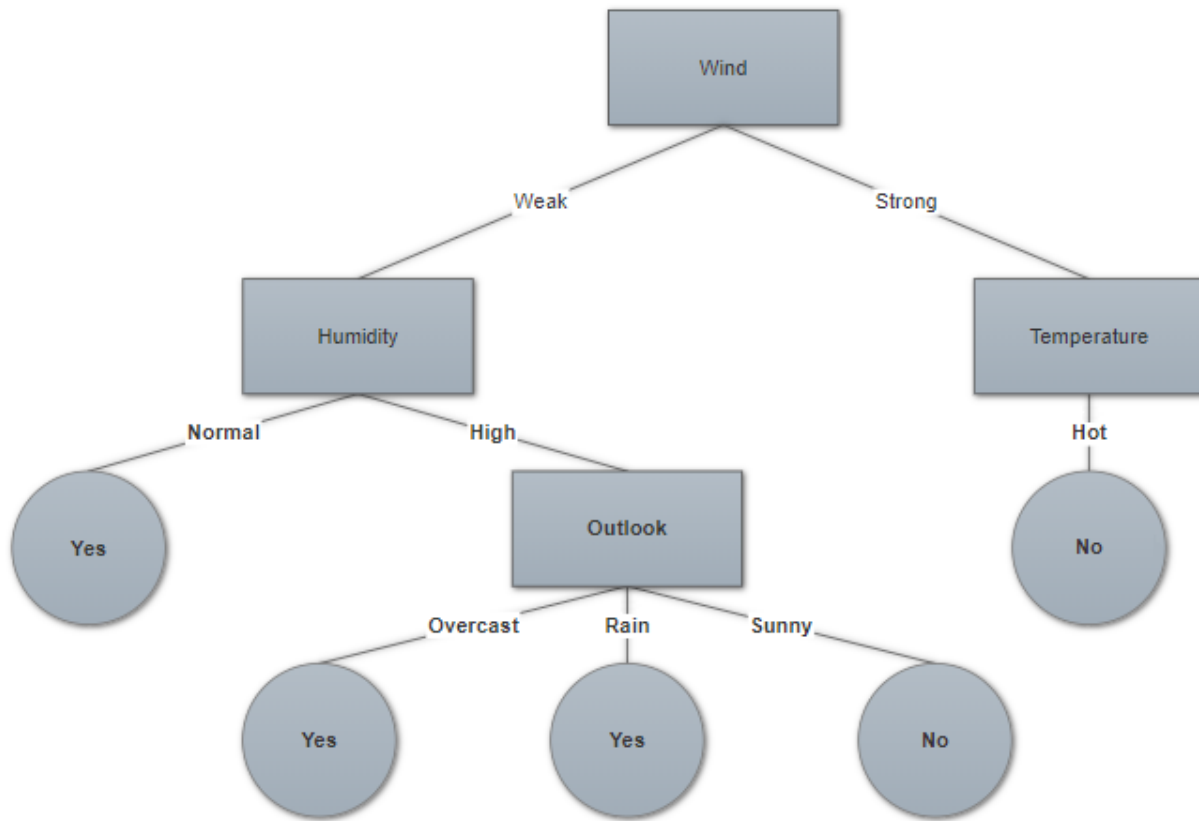 Wind
Weak
Strong
Humidity
Temperature
Normal
High
Hot
Yes
Outlook
No
Overcast
Rain
Sunny
Yes
Yes
No